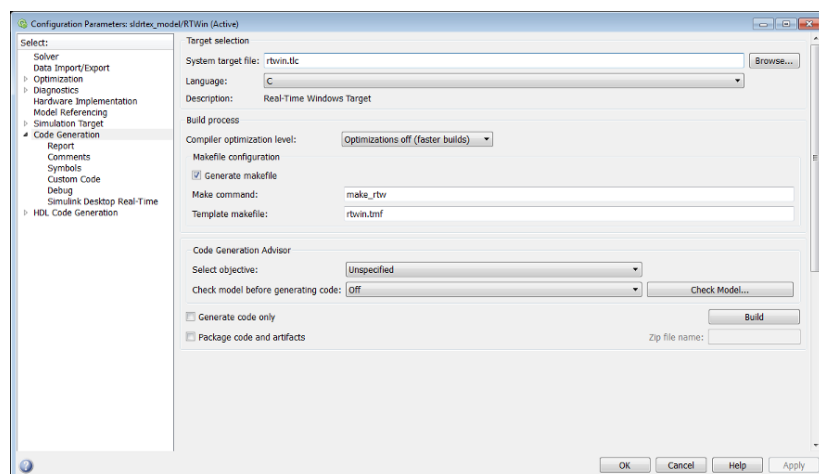 Configuration Parameters: sldrtex_model/RTWin (Active)
Select:
Solver
Data Import/Export
Optimization
Diagnostics
Hardware Implementation
Model Referencing
Simulation Target
Code Generation
Report
Comments
Symbols
Custom Code
Debug
Simulink Desktop Real-Time
HDL Code Generation
Target selection
System target file: rtwin.tlc Browse...
Language: C
Description: Real-Time Windows Target
Build process
Compiler optimization level: Optimizations off (faster builds)
Makefile configuration
Generate makefile
Make command: make_rtw
Template makefile: rtwin.tmf
Code Generation Advisor
Select objective: Unspecified
Check model before generating code: Off Check Model...
Generate code only Build
Package code and artifacts Zip file name:
OK Cancel Help Apply